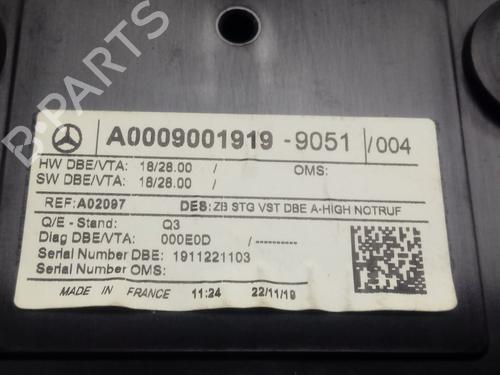 B-PARTS
A0009001919 - 9051 /004
HW DBE/VTA: 18/28.00 / OMS:
SW DBE/VTA: 18/28.00 /
REF: A02097 DES: ZB STG VST DBE A-HIGH NOTRUF
Q/E - Stand: Q3
Diag DBE/VTA: 000E0D /----------
Serial Number DBE: 1911221103
Serial Number OMS:
MADE IN FRANCE 11:24 22/11/19